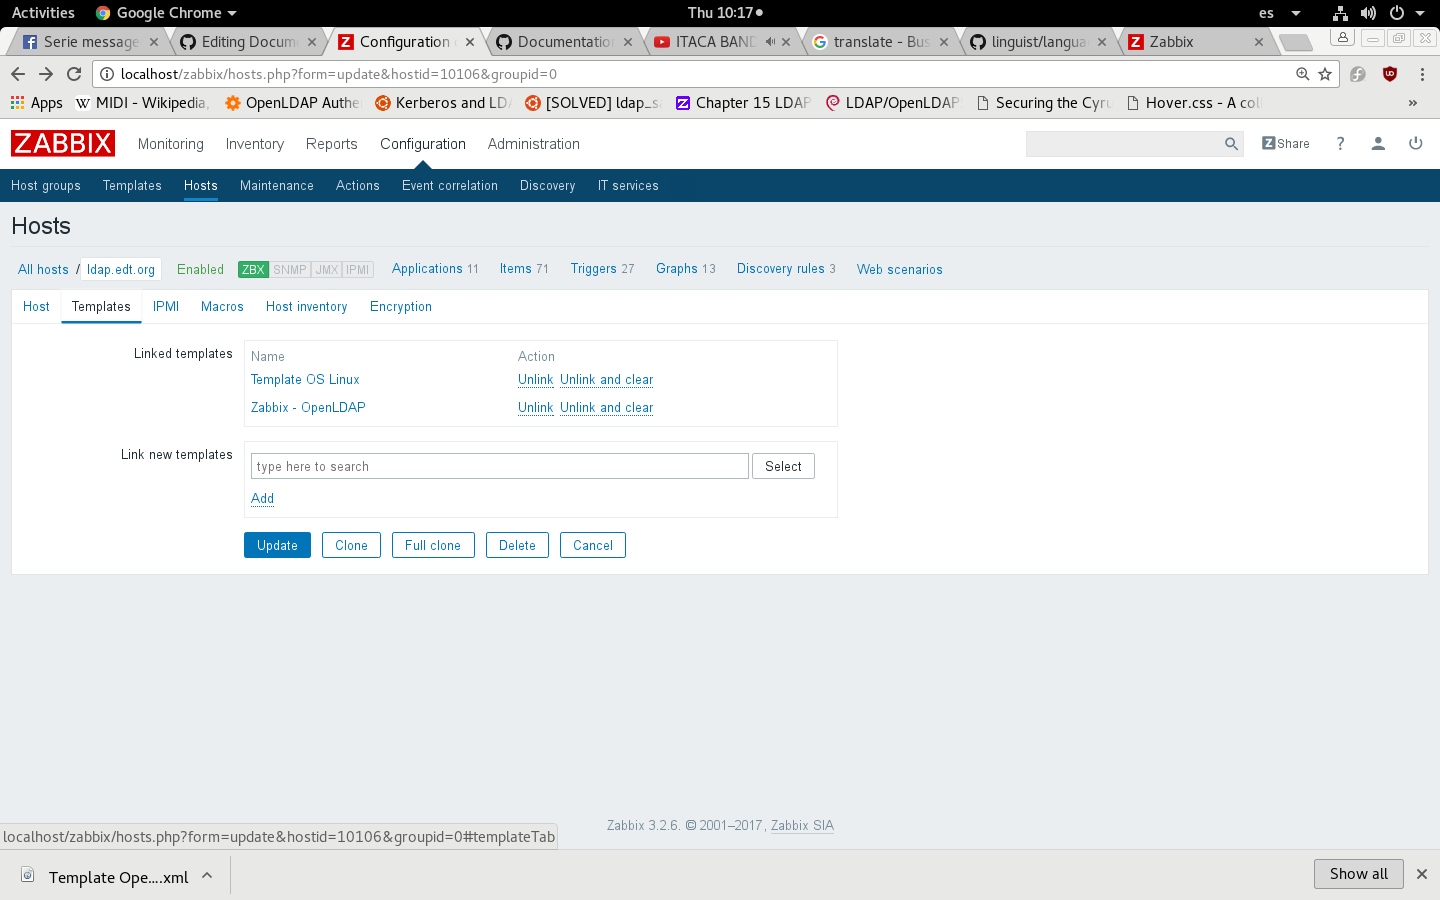 Activities Google Chrome Thu 10:17 es
Serie message Editing Docum Configuration Documentation ITACA BAND translate - Bus linguist/langua Zabbix
localhost/zabbix/hosts.php?form=update&hostid=10106&groupid=0
Apps MIDI - Wikipedia, OpenLDAP Authe Kerberos and LDA [SOLVED] ldap_s Chapter 15 LDAP LDAP/OpenLDAP Securing the Cyru Hover.css - A col »
ZABBIX Monitoring Inventory Reports Configuration Administration Z Share ?
Host groups Templates Hosts Maintenance Actions Event correlation Discovery IT services
Hosts
All hosts / ldap.edt.org Enabled ZBX SNMP JMX IPMI Applications 11 Items 71 Triggers 27 Graphs 13 Discovery rules 3 Web scenarios
Host Templates IPMI Macros Host inventory Encryption
Linked templates Name Action
Template OS Linux Unlink Unlink and clear
Zabbix - OpenLDAP Unlink Unlink and clear
Link new templates type here to search Select
Add
Update Clone Full clone Delete Cancel
Zabbix 3.2.6. © 2001–2017, Zabbix SIA
localhost/zabbix/hosts.php?form=update&hostid=10106&groupid=0#templateTab
Template Ope....xml Show all